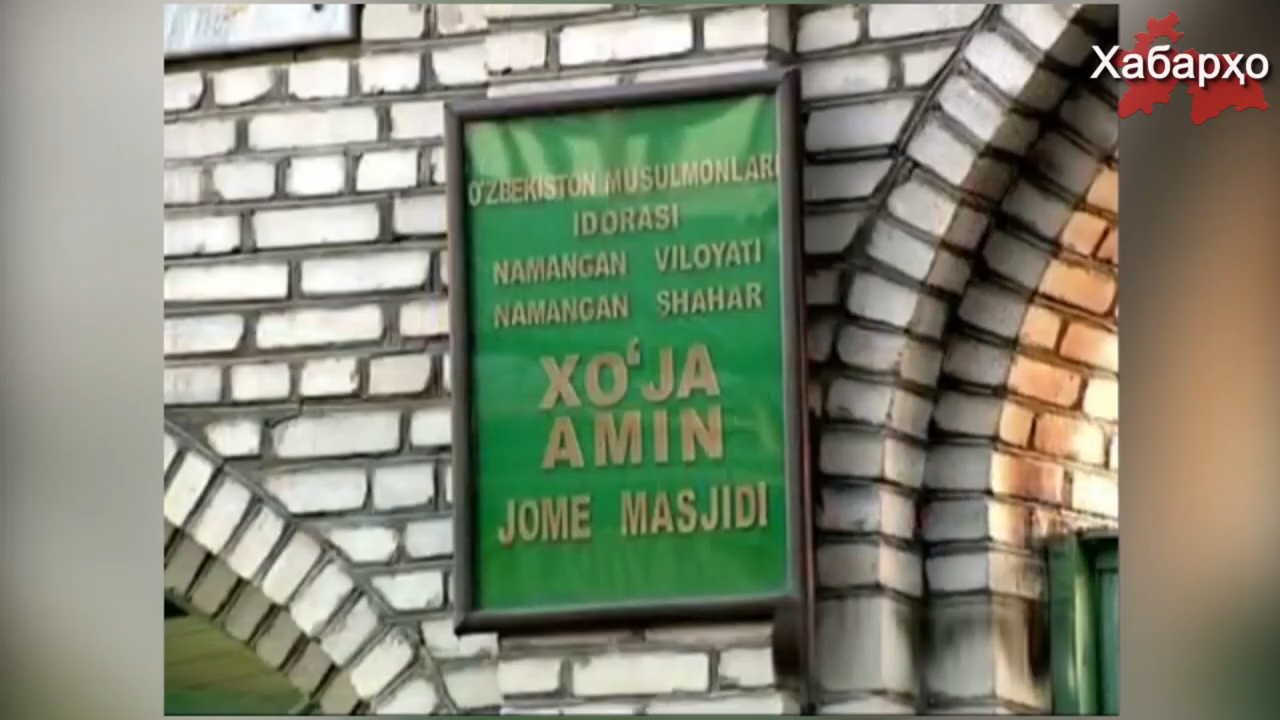 Хабарҳо
O'ZBEKISTON MUSULMONLARI
IDORASI
NAMANGAN VILOYATI
NAMANGAN SHAHAR
XO‘JA
AMIN
JOME MASJIDI